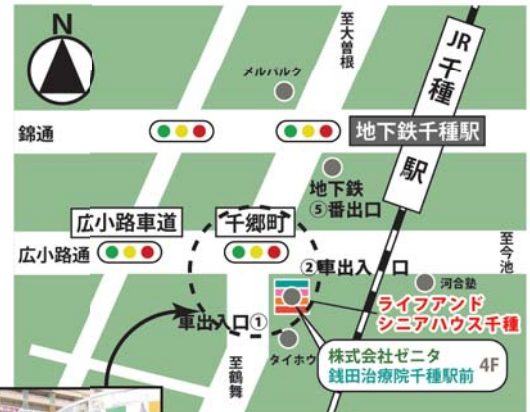 N
至大曽根
JR千種駅
メルパルク
錦通
地下鉄千種駅
地下鉄
⑤番出口
広小路車道
千郷町
広小路通
②車出入口
至今池
河合塾
ライフアンド
シニアハウス千種
車出入口①
タイホウ
株式会社ゼニタ
銭田治療院千種駅前
4F
至鶴舞